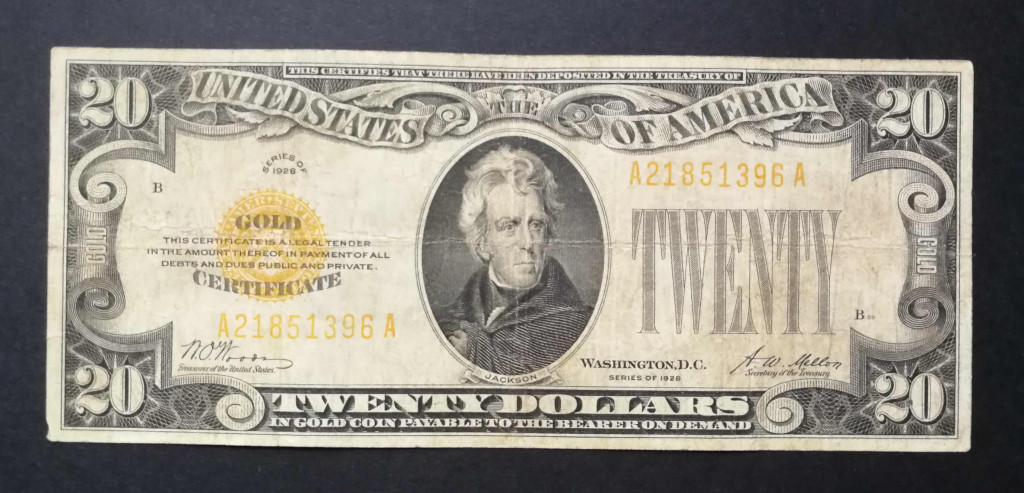 THIS CERTIFIES THAT THERE HAVE BEEN DEPOSITED IN THE TREASURY OF
20
UNITED STATES
THE
OF AMERICA
20
SERIES OF
1928
A21851396 A
B
GOLD
THIS CERTIFICATE IS A LEGAL TENDER
IN THE AMOUNT THEREOF IN PAYMENT OF ALL
DEBTS AND DUES PUBLIC AND PRIVATE.
CERTIFICATE
GOLD
TWENTY
GOLD
A21851396 A
B
W.O. Woods
Treasurer of the United States.
WASHINGTON, D.C.
SERIES OF 1928
A. W. Mellon
Secretary of the Treasury
JACKSON
20
TWENTY DOLLARS
20
IN GOLD COIN PAYABLE TO THE BEARER ON DEMAND